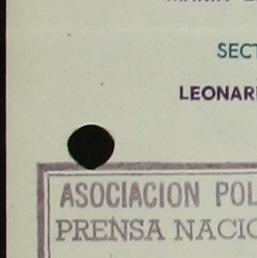 SECT
LEONAR
ASOCIACION POL
PRENSA NACIO